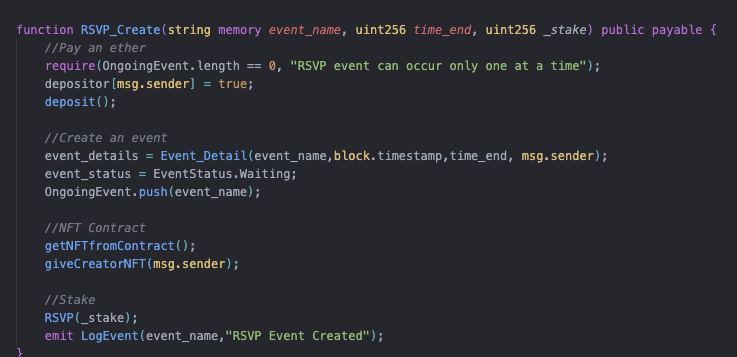 function RSVP_Create(string memory event_name, uint256 time_end, uint256 _stake) public payable {
//Pay an ether
require(OngoingEvent.length == 0, "RSVP event can occur only one at a time");
depositor[msg.sender] = true;
deposit();
//Create an event
event_details = Event_Detail(event_name,block.timestamp,time_end, msg.sender);
event_status = EventStatus.Waiting;
OngoingEvent.push(event_name);
//NFT Contract
getNFTfromContract();
giveCreatorNFT(msg.sender);
//Stake
RSVP(_stake);
emit LogEvent(event_name,"RSVP Event Created");
}